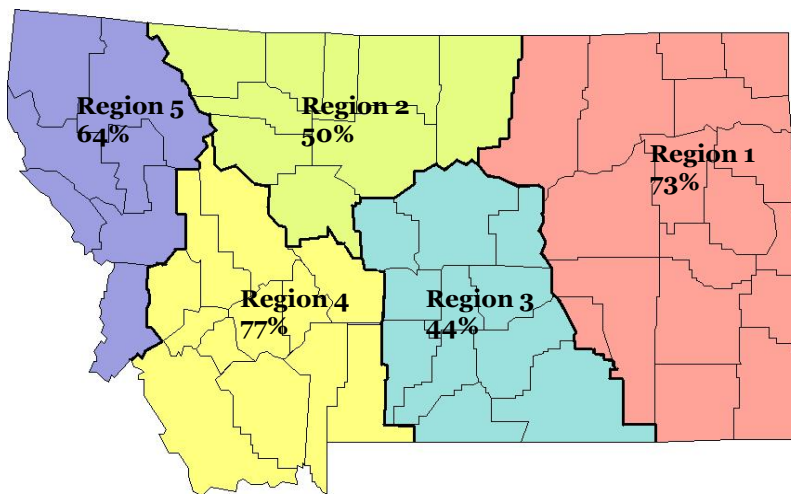 Region 5
64%
Region 2
50%
Region 1
73%
Region 4
77%
Region 3
44%